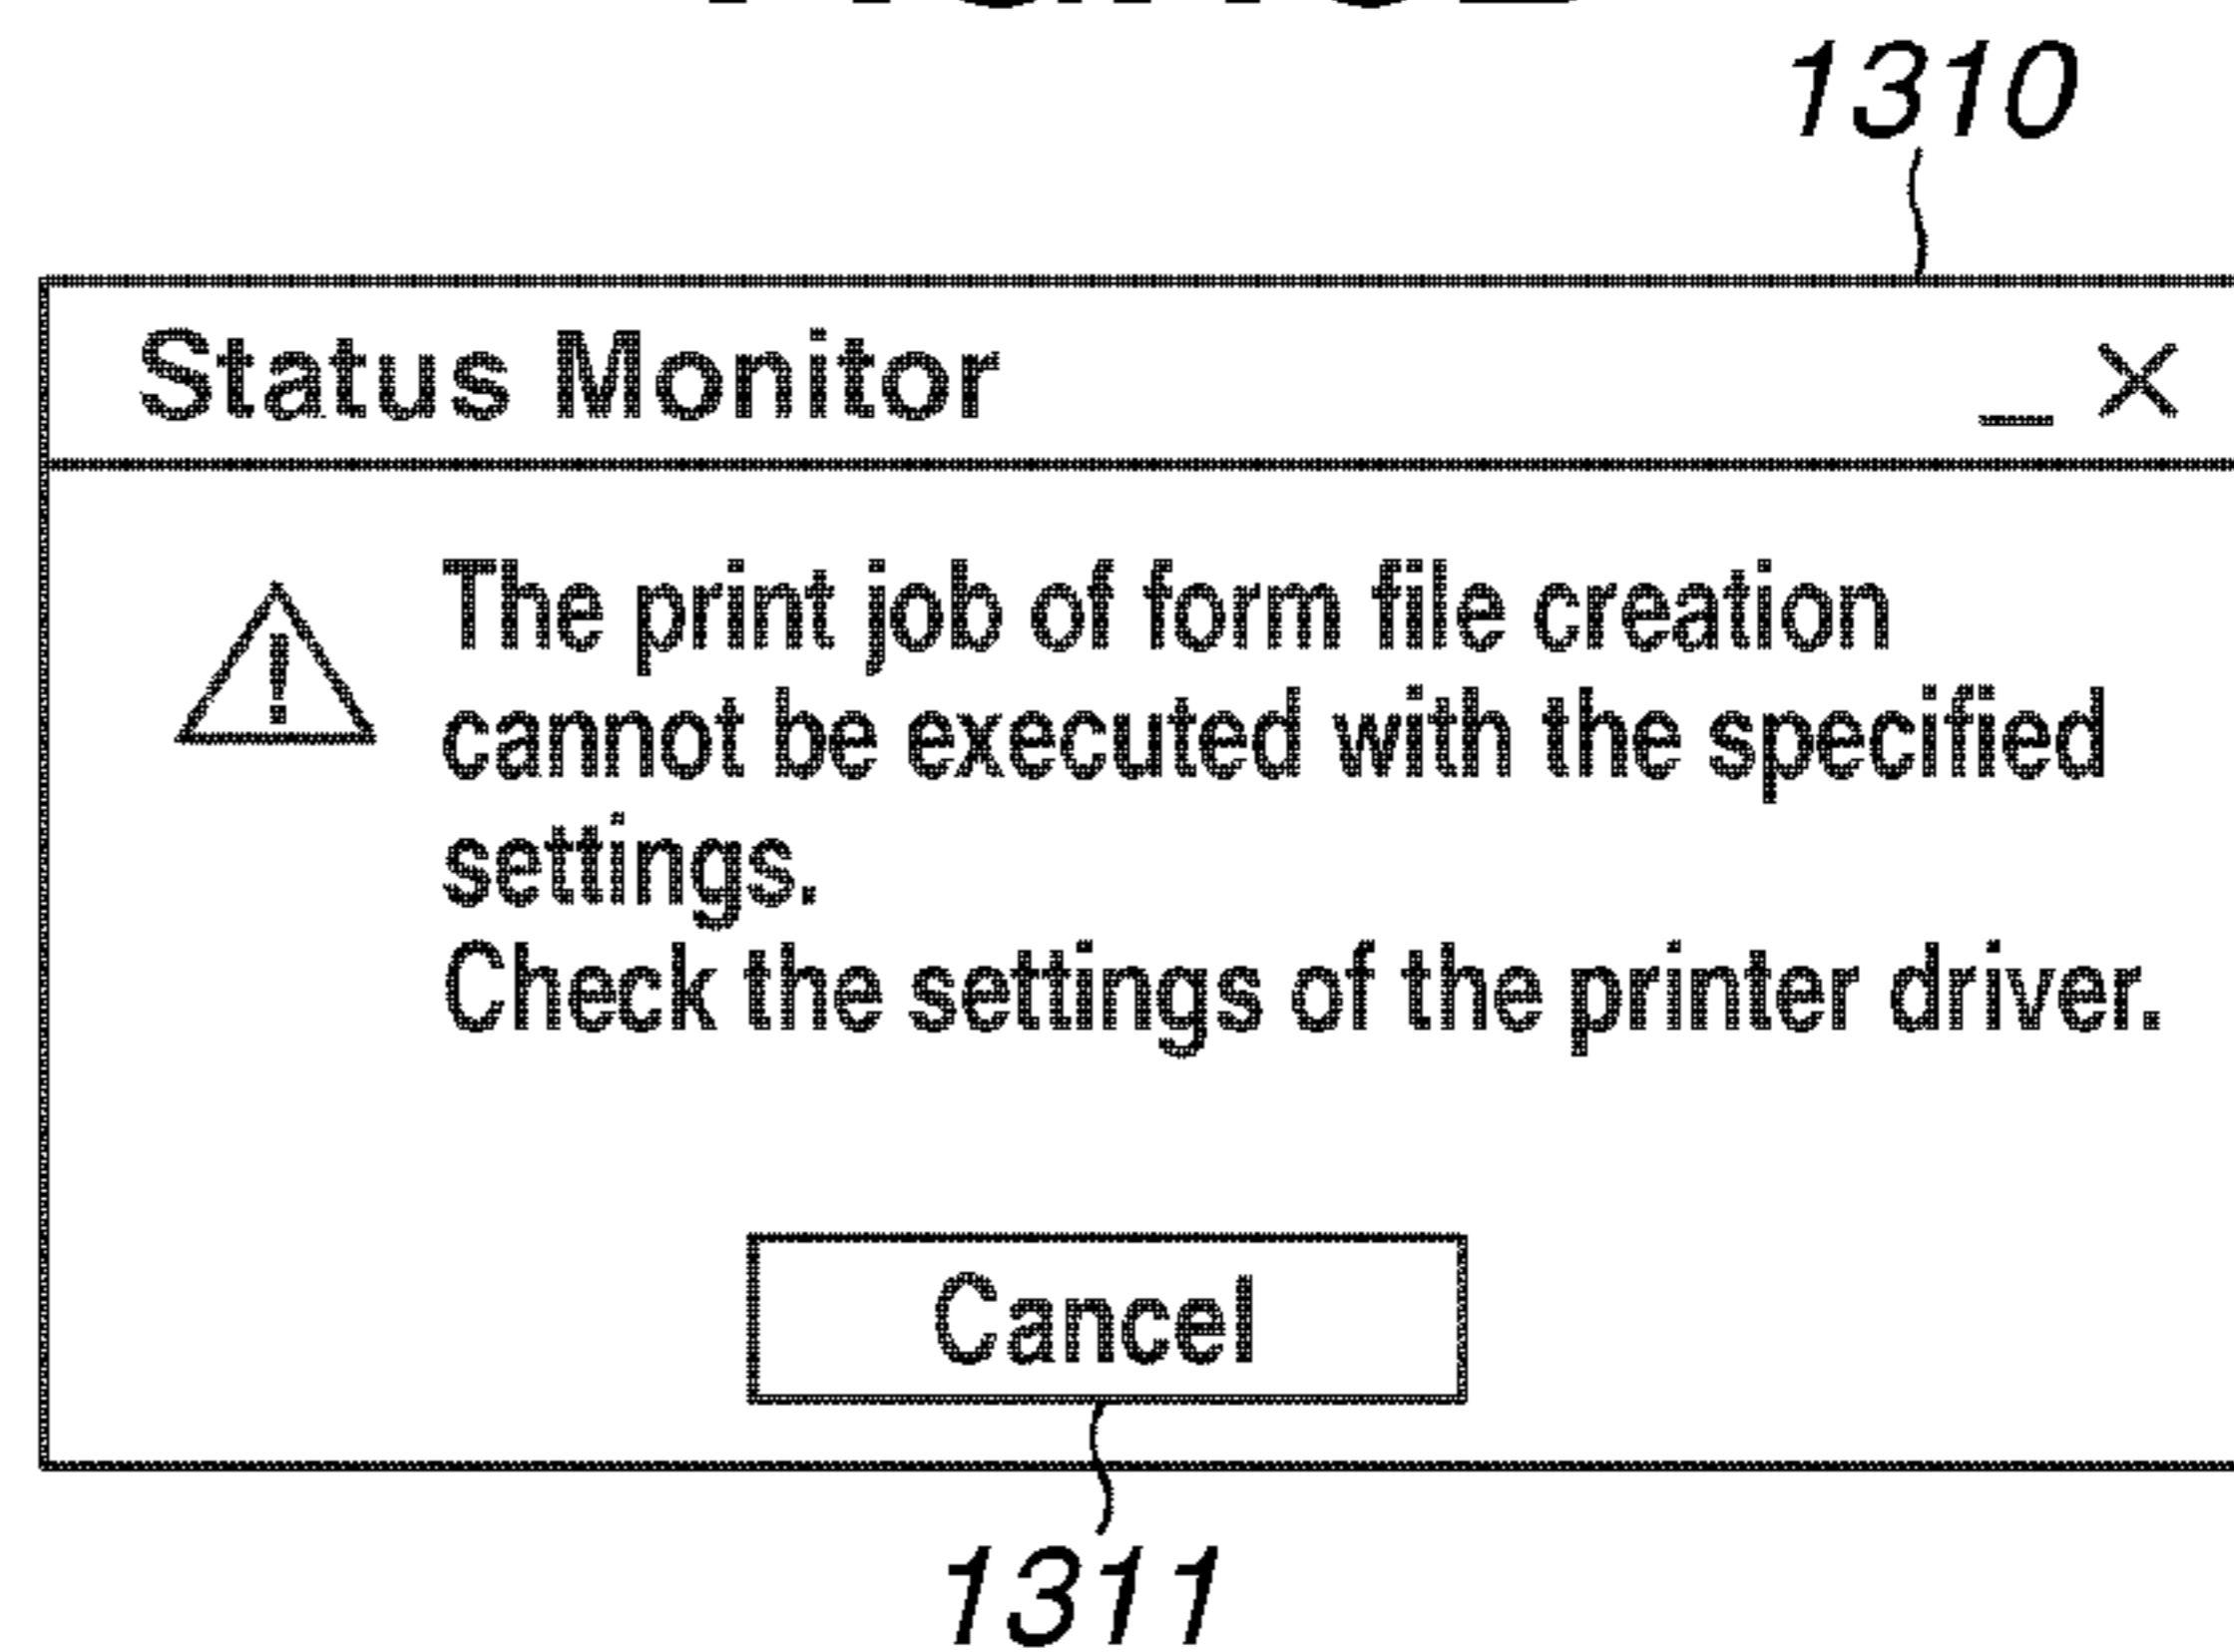 1310
Status Monitor
The print job of form file creation
cannot be executed with the specified
settings.
Check the settings of the printer driver.
Cancel
1311